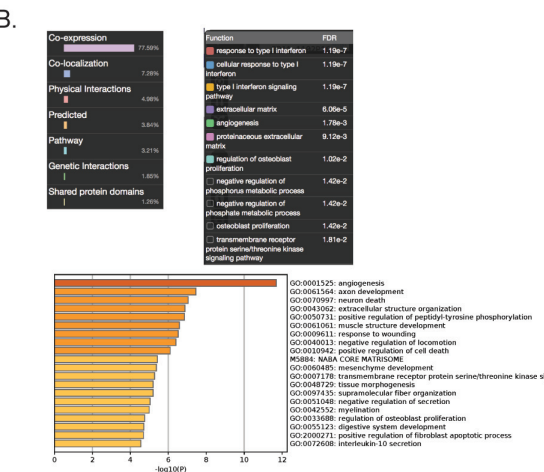 B.
Co-expression
77.59%
Co-localization
7.28%
Physical Interactions
4.98%
Predicted
3.84%
Pathway
3.21%
Genetic Interactions
1.85%
Shared protein domains
1.26%
Function FDR
response to type I interferon 1.19e-7
cellular response to type I 1.19e-7
interferon
type I interferon signaling 1.19e-7
pathway
extracellular matrix 6.06e-5
angiogenesis 1.78e-3
proteinaceous extracellular 9.12e-3
matrix
regulation of osteoblast 1.02e-2
proliferation
negative regulation of 1.42e-2
phosphorus metabolic process
negative regulation of 1.42e-2
phosphate metabolic process
osteoblast proliferation 1.42e-2
transmembrane receptor 1.81e-2
protein serine/threonine kinase
signaling pathway
GO:0001525: angiogenesis
GO:0061564: axon development
GO:0070997: neuron death
GO:0043062: extracellular structure organization
GO:0050731: positive regulation of peptidyl-tyrosine phosphorylation
GO:0061061: muscle structure development
GO:0009611: response to wounding
GO:0040013: negative regulation of locomotion
GO:0010942: positive regulation of cell death
M5884: NABA CORE MATRISOME
GO:0060485: mesenchyme development
GO:0007178: transmembrane receptor protein serine/threonine kinase si
GO:0048729: tissue morphogenesis
GO:0097435: supramolecular fiber organization
GO:0051048: negative regulation of secretion
GO:0042552: myelination
GO:0033688: regulation of osteoblast proliferation
GO:0055123: digestive system development
GO:2000271: positive regulation of fibroblast apoptotic process
GO:0072608: interleukin-10 secretion
0 2 4 6 8 10 12
-log10(P)